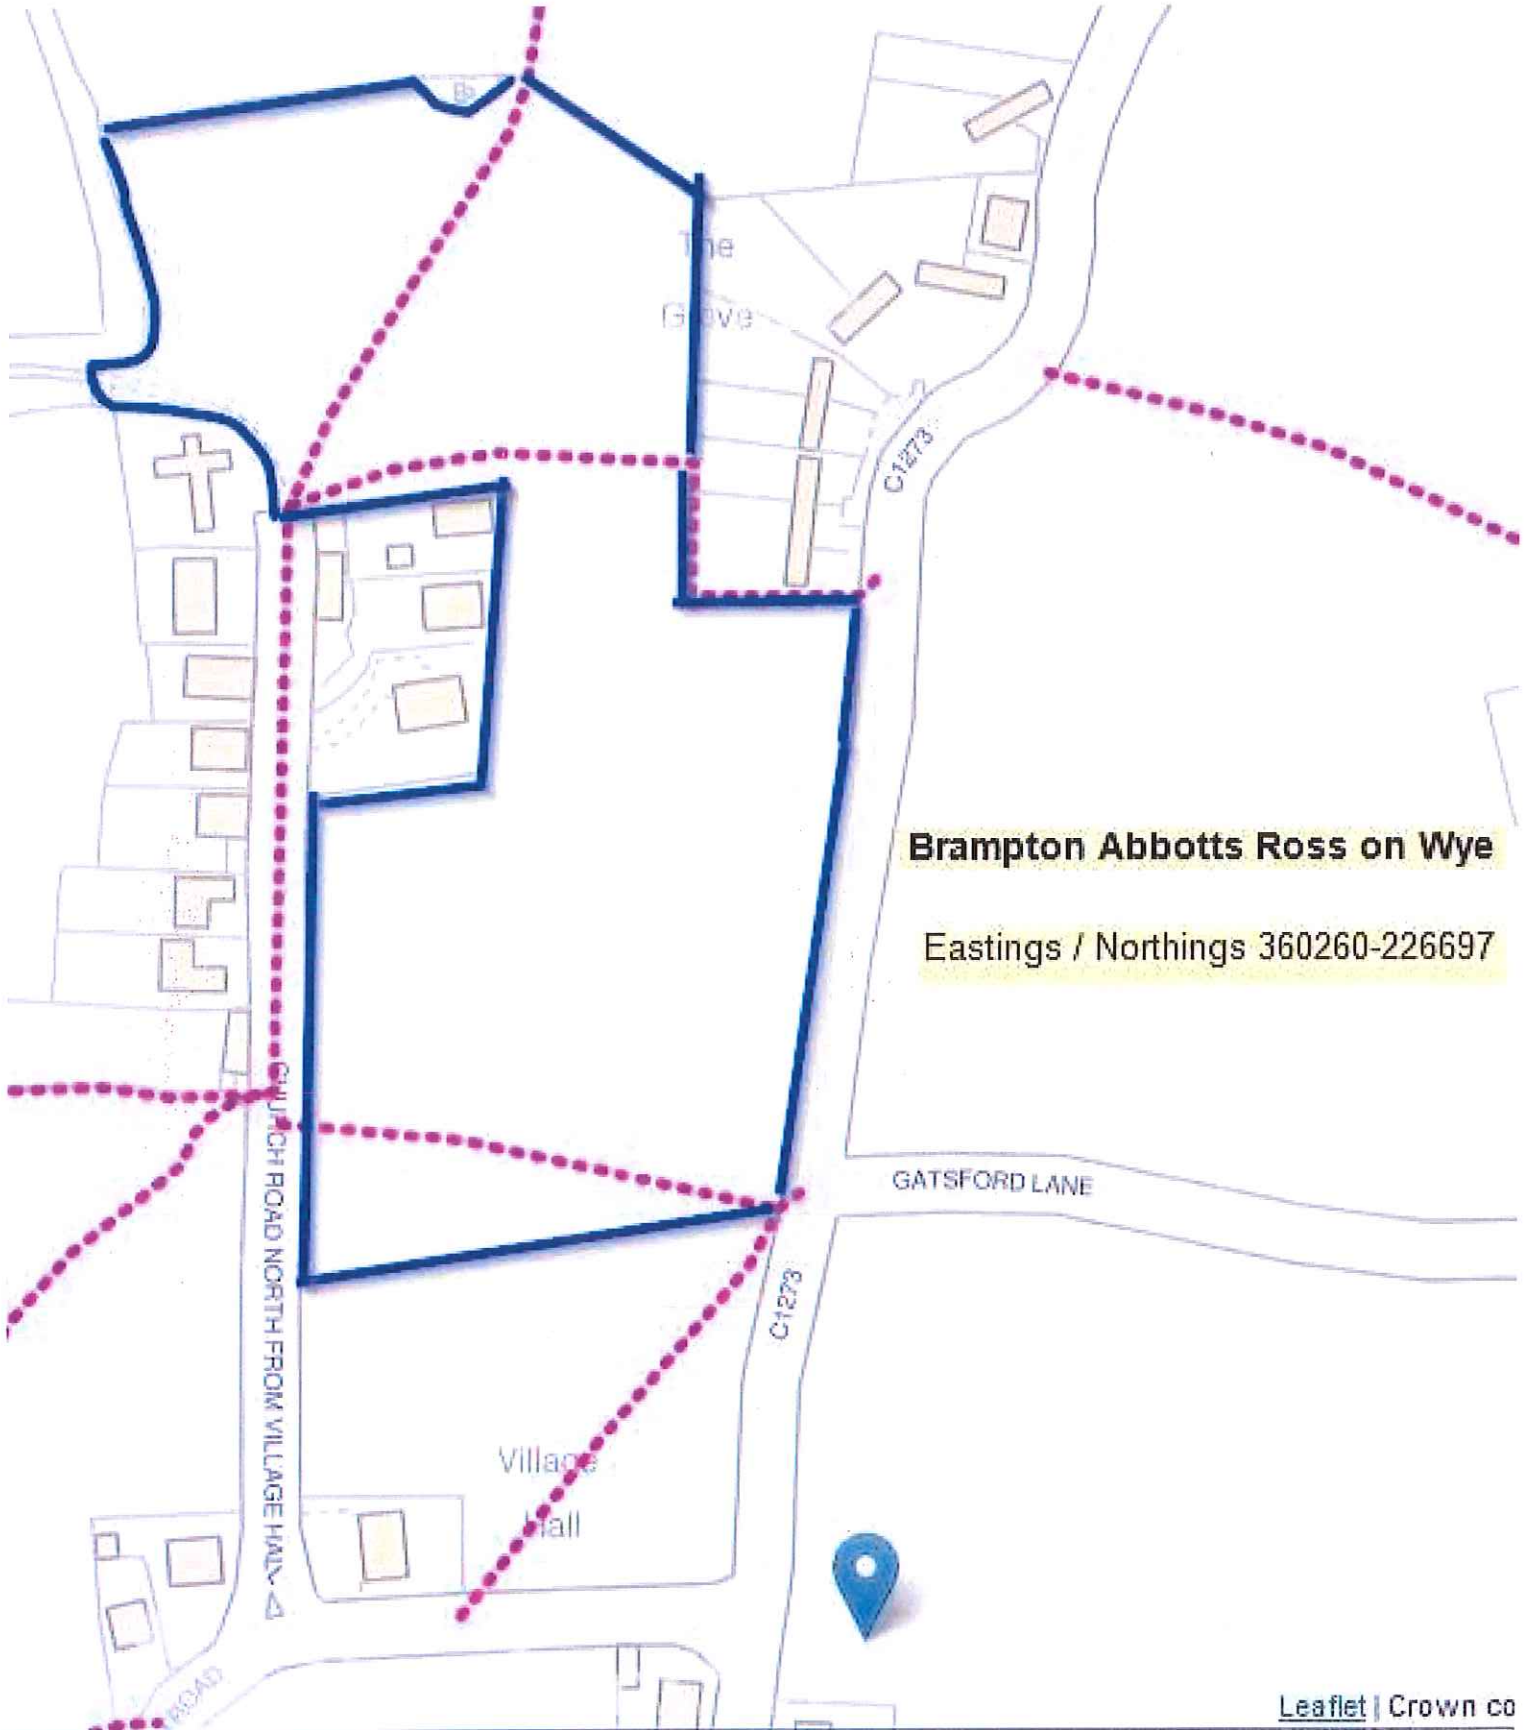 The
Grove
C1273
Brampton Abbotts Ross on Wye
Eastings / Northings 360260-226697
CHURCH ROAD NORTH FROM VILLAGE HALL
GATSFORD LANE
C1273
Village
Hall
ROAD
Leaflet | Crown co